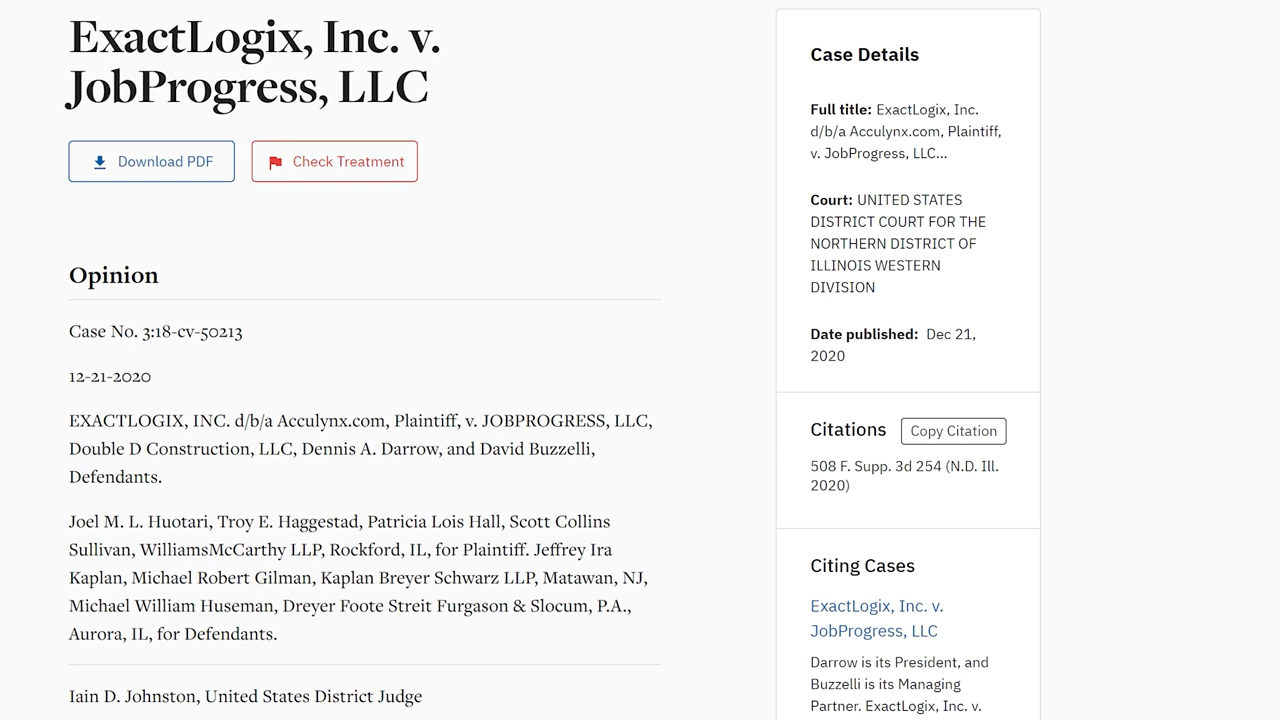 ExactLogix, Inc. v.
JobProgress, LLC
Download PDF
Check Treatment
Opinion
Case No. 3:18-cv-50213
12-21-2020
EXACTLOGIX, INC. d/b/a Acculynx.com, Plaintiff, v. JOBPROGRESS, LLC,
Double D Construction, LLC, Dennis A. Darrow, and David Buzzelli,
Defendants.
Joel M. L. Huotari, Troy E. Haggestad, Patricia Lois Hall, Scott Collins
Sullivan, WilliamsMcCarthy LLP, Rockford, IL, for Plaintiff. Jeffrey Ira
Kaplan, Michael Robert Gilman, Kaplan Breyer Schwarz LLP, Matawan, NJ,
Michael William Huseman, Dreyer Foote Streit Furgason & Slocum, P.A.,
Aurora, IL, for Defendants.
Iain D. Johnston, United States District Judge
Case Details
Full title: ExactLogix, Inc.
d/b/a Acculynx.com, Plaintiff,
v. JobProgress, LLC...
Court: UNITED STATES
DISTRICT COURT FOR THE
NORTHERN DISTRICT OF
ILLINOIS WESTERN
DIVISION
Date published: Dec 21,
2020
Citations
Copy Citation
508 F. Supp. 3d 254 (N.D. Ill.
2020)
Citing Cases
ExactLogix, Inc. v.
JobProgress, LLC
Darrow is its President, and
Buzzelli is its Managing
Partner. ExactLogix, Inc. v.